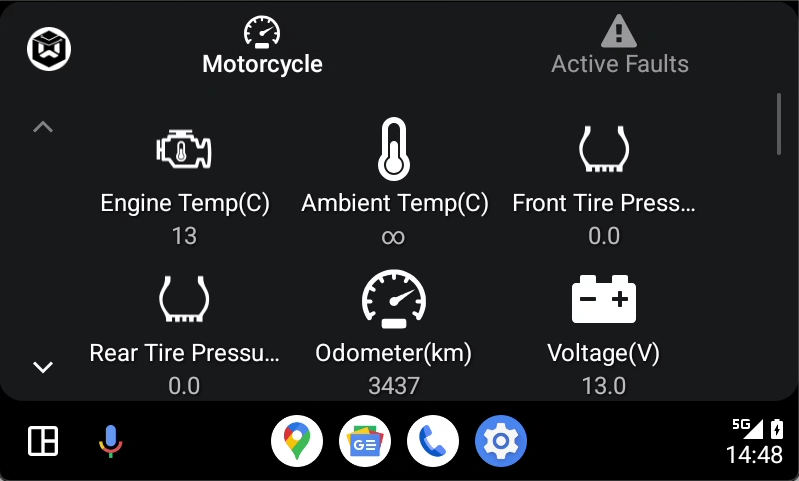 Motorcycle
Active Faults
Engine Temp(C)
Ambient Temp(C)
Front Tire Press…
13
∞
0.0
Rear Tire Pressu…
Odometer(km)
Voltage(V)
0.0
3437
13.0
GE
5G
14:48